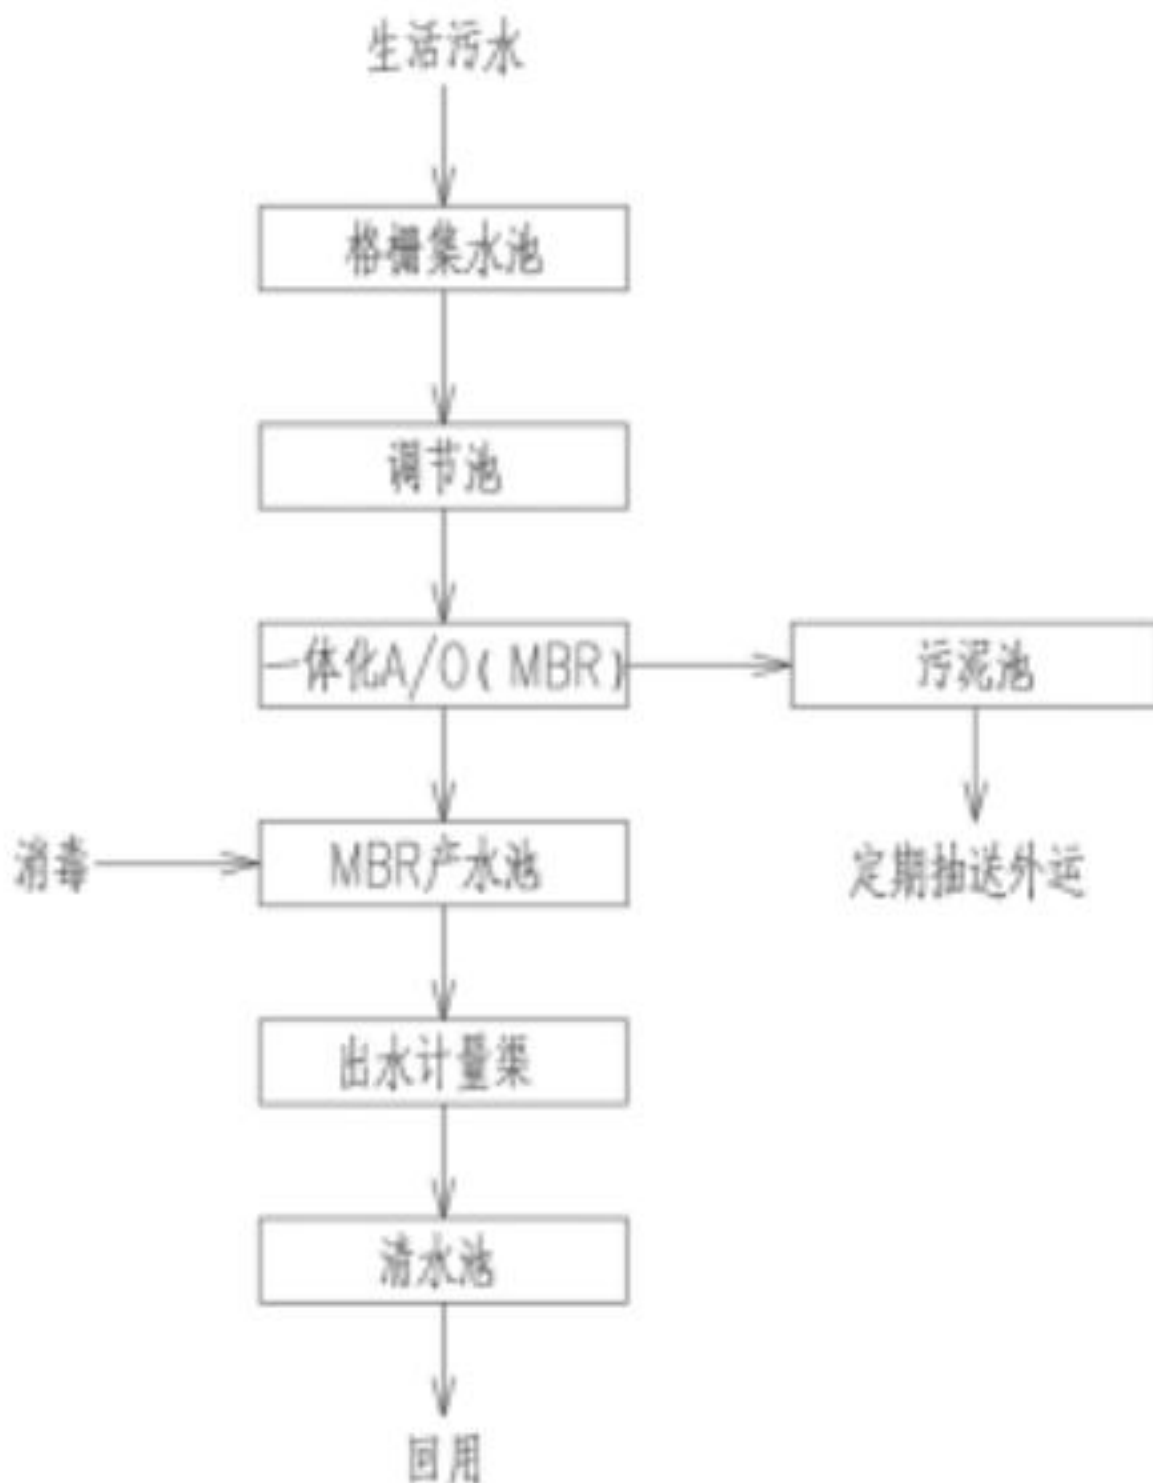 生活污水
格栅集水池
调节池
一体化A/O(MBR)
污泥池
消毒
MBR产水池
定期抽送外运
出水计量渠
清水池
回用